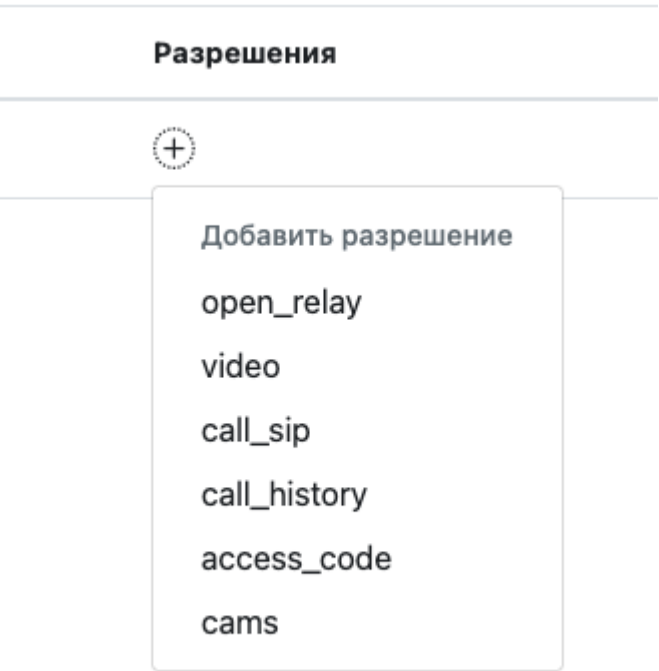 Разрешения
Добавить разрешение
open_relay
video
call_sip
call_history
access_code
cams